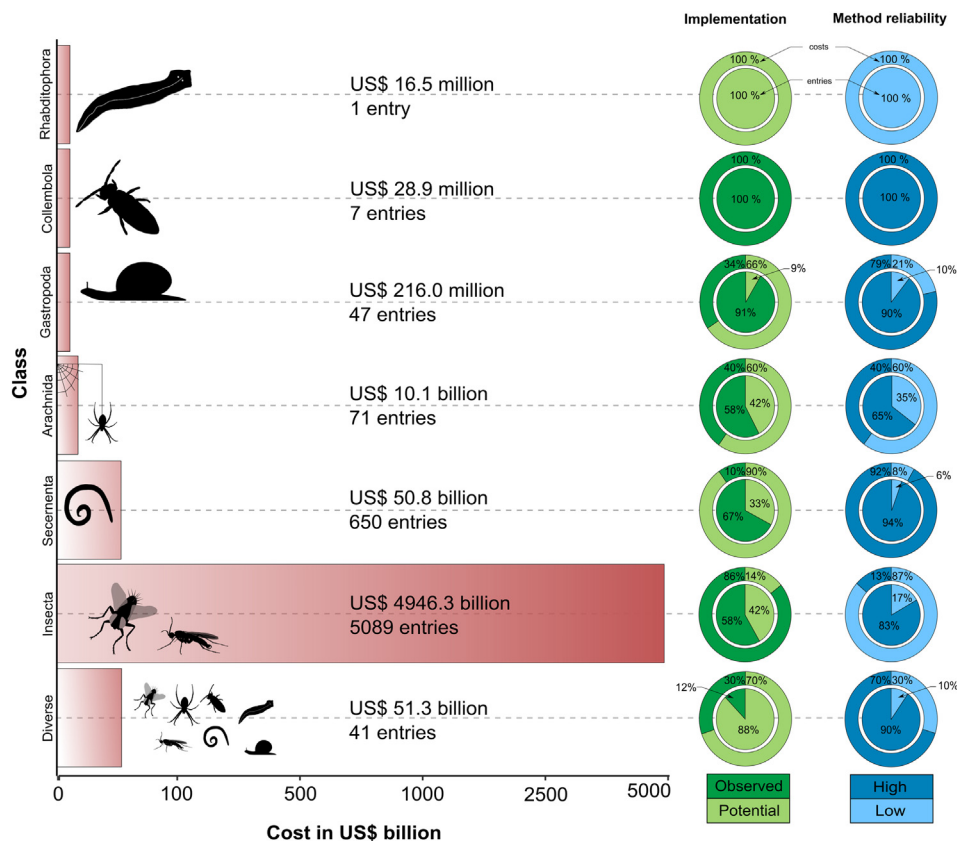 Implementation
Method reliability
Class
Rhabditophora
US$ 16.5 million
1 entry
100 %
costs
100 %
entries
100 %
100 %
Collembola
US$ 28.9 million
7 entries
100 %
100 %
100 %
100 %
Gastropoda
US$ 216.0 million
47 entries
34% 66%
9%
91%
79% 21%
10%
90%
Arachnida
US$ 10.1 billion
71 entries
40% 60%
58%
42%
40% 60%
65%
35%
Secernenta
US$ 50.8 billion
650 entries
10% 90%
67%
33%
92% 8%
6%
94%
Insecta
US$ 4946.3 billion
5089 entries
86% 14%
58%
42%
13% 87%
17%
83%
Diverse
US$ 51.3 billion
41 entries
30% 70%
12%
88%
70% 30%
10%
90%
0 100 500 1000 2500 5000
Cost in US$ billion
Observed
Potential
High
Low